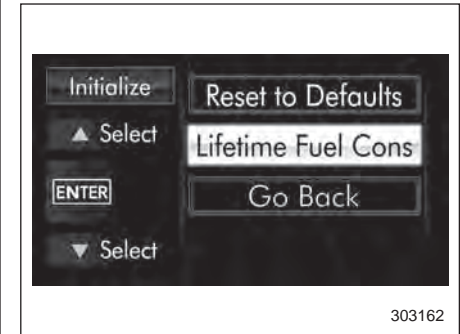 Initialize
▲ Select
ENTER
▼ Select
Reset to Defaults
Lifetime Fuel Cons
Go Back
303162